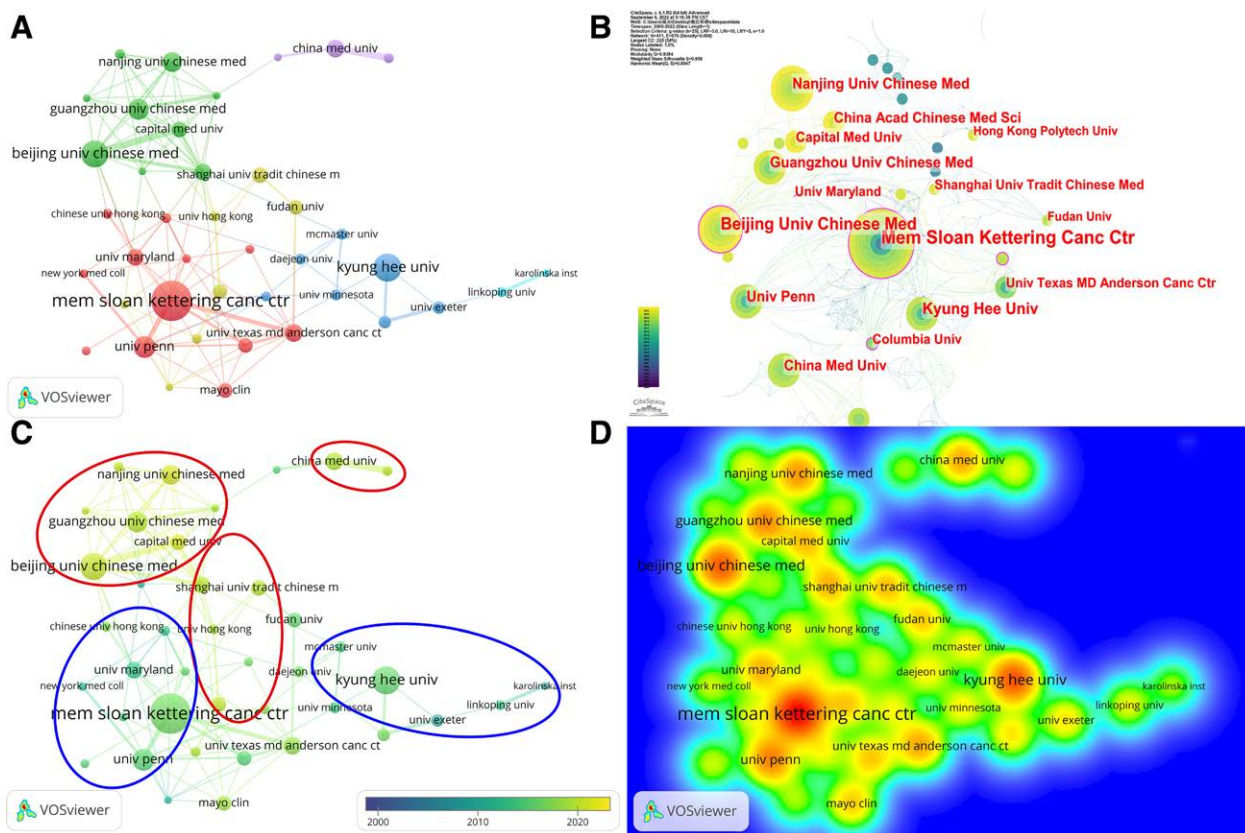 A
china med univ
nanjing univ chinese med
guangzhou univ chinese med
capital med univ
beijing univ chinese med
shanghai univ tradit chinese m
chinese univ hong kong
univ hong kong
fudan univ
mcmaster univ
univ maryland
daejeon univ
kyung hee univ
new york med coll
karolinska inst
mem sloan kettering canc ctr
univ minnesota
linkoping univ
univ exeter
univ texas md anderson canc ct
univ penn
mayo clin
VOSviewer
B
Nanjing Univ Chinese Med
China Acad Chinese Med Sci
Hong Kong Polytech Univ
Capital Med Univ
Guangzhou Univ Chinese Med
Univ Maryland
Shanghai Univ Tradit Chinese Med
Beijing Univ Chinese Med
Fudan Univ
Mem Sloan Kettering Canc Ctr
Univ Texas MD Anderson Canc Ctr
Univ Penn
Kyung Hee Univ
Columbia Univ
China Med Univ
CiteSpace
C
china med univ
nanjing univ chinese med
guangzhou univ chinese med
capital med univ
beijing univ chinese med
shanghai univ tradit chinese m
chinese univ hong kong
univ hong kong
fudan univ
mcmaster univ
univ maryland
daejeon univ
kyung hee univ
new york med coll
karolinska inst
mem sloan kettering canc ctr
univ minnesota
linkoping univ
univ exeter
univ texas md anderson canc ct
univ penn
mayo clin
VOSviewer
2000
2010
2020
D
china med univ
nanjing univ chinese med
guangzhou univ chinese med
capital med univ
beijing univ chinese med
shanghai univ tradit chinese m
chinese univ hong kong
univ hong kong
fudan univ
mcmaster univ
univ maryland
daejeon univ
kyung hee univ
new york med coll
karolinska inst
mem sloan kettering canc ctr
univ minnesota
linkoping univ
univ exeter
univ texas md anderson canc ct
univ penn
mayo clin
VOSviewer